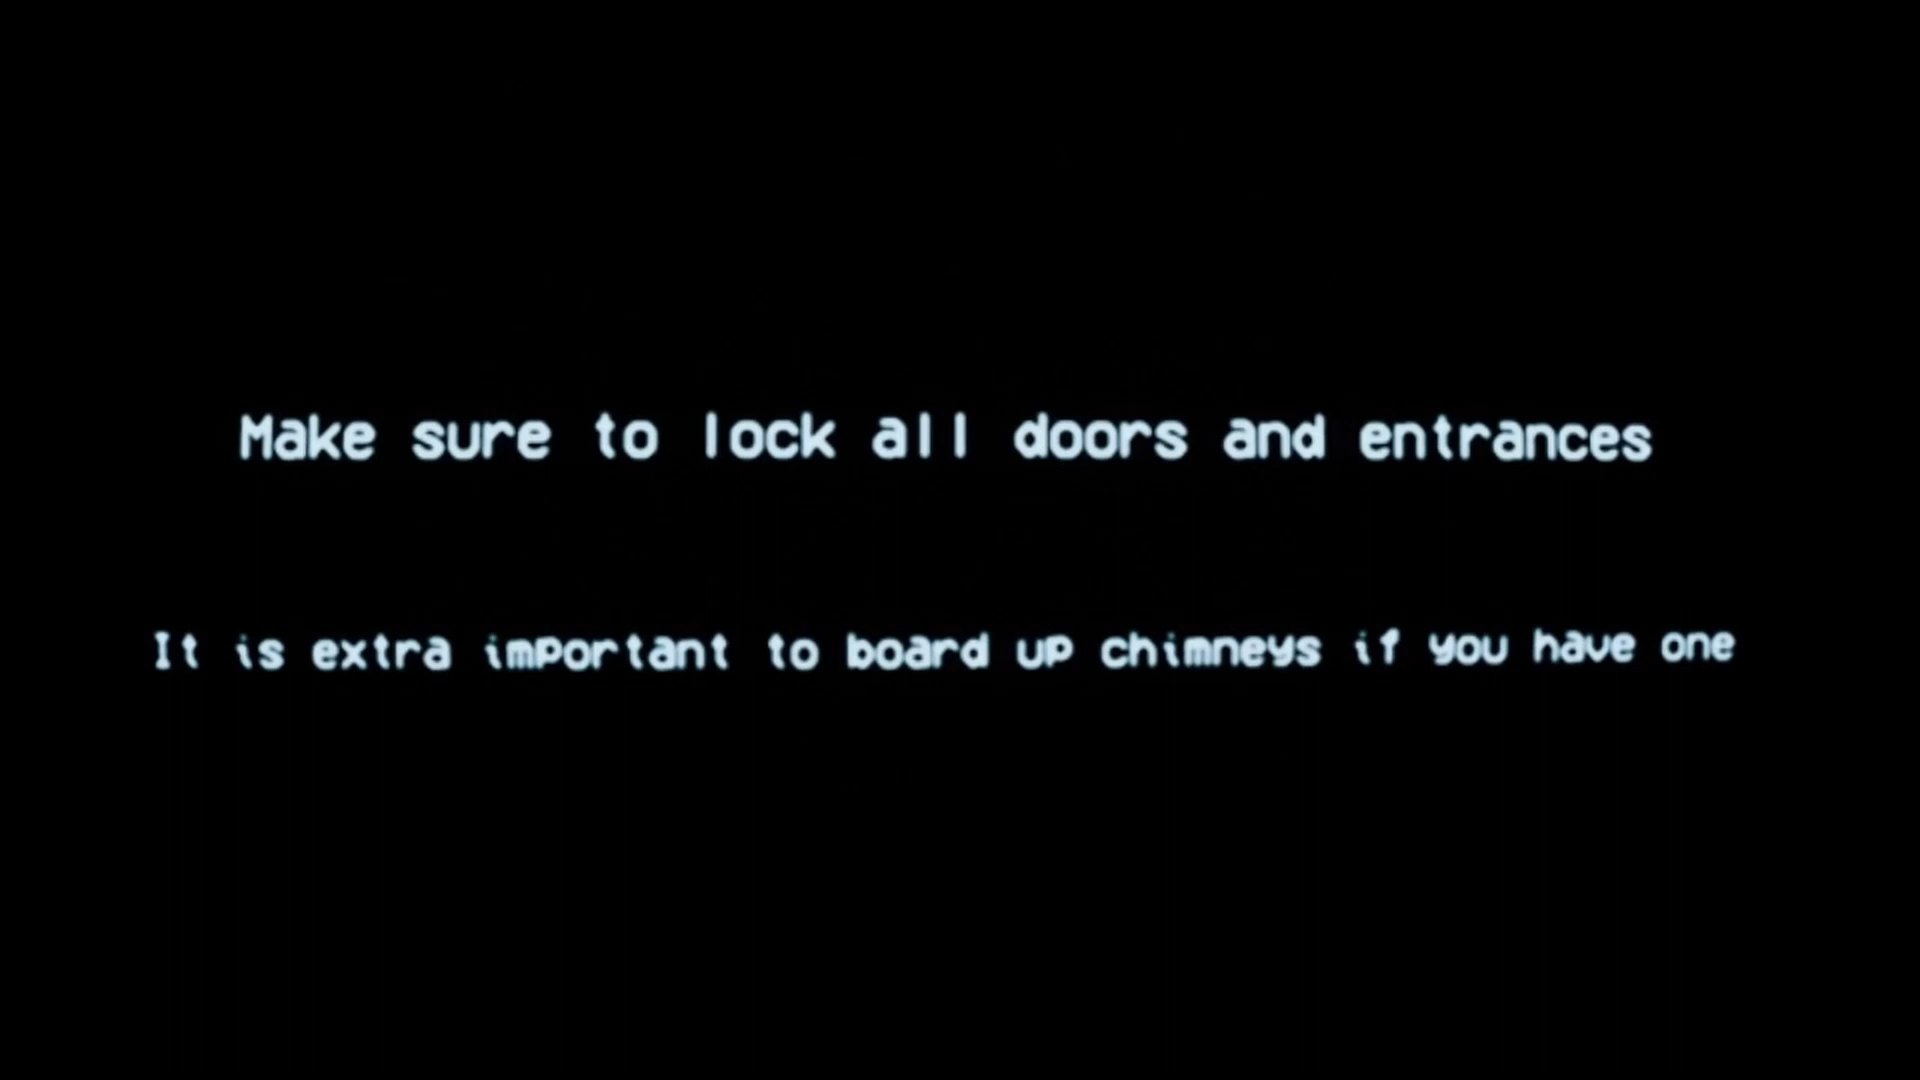 Make sure to lock all doors and entrances
It is extra important to board up chimneys if you have one